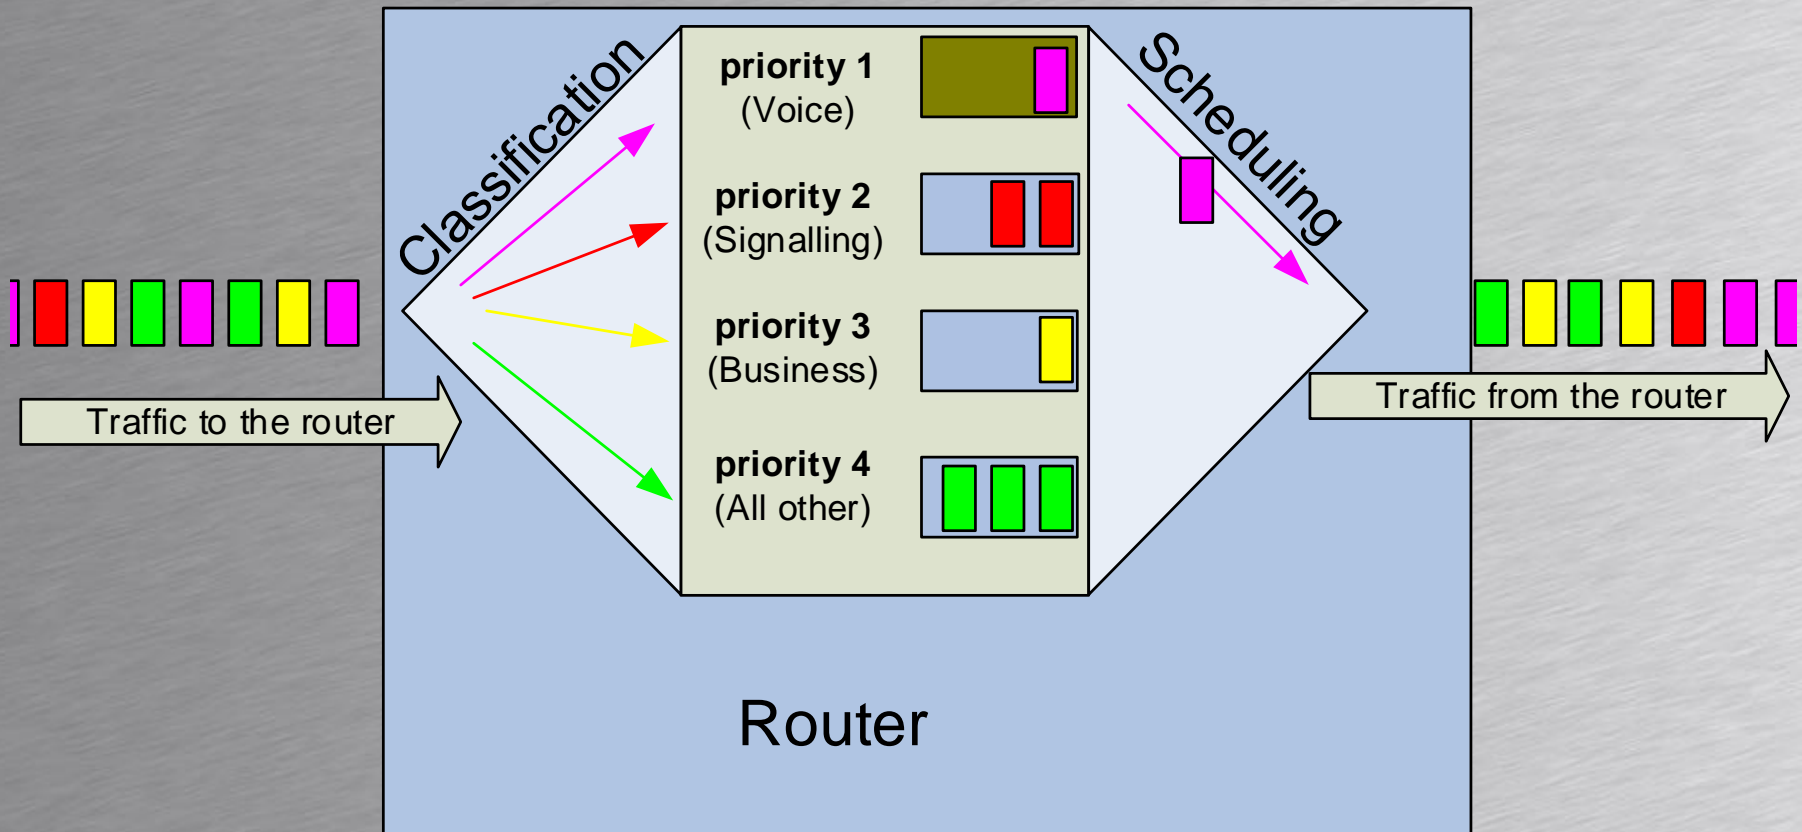 Classification
Scheduling
priority 1
(Voice)
priority 2
(Signalling)
priority 3
(Business)
priority 4
(All other)
Traffic to the router
Traffic from the router
Router